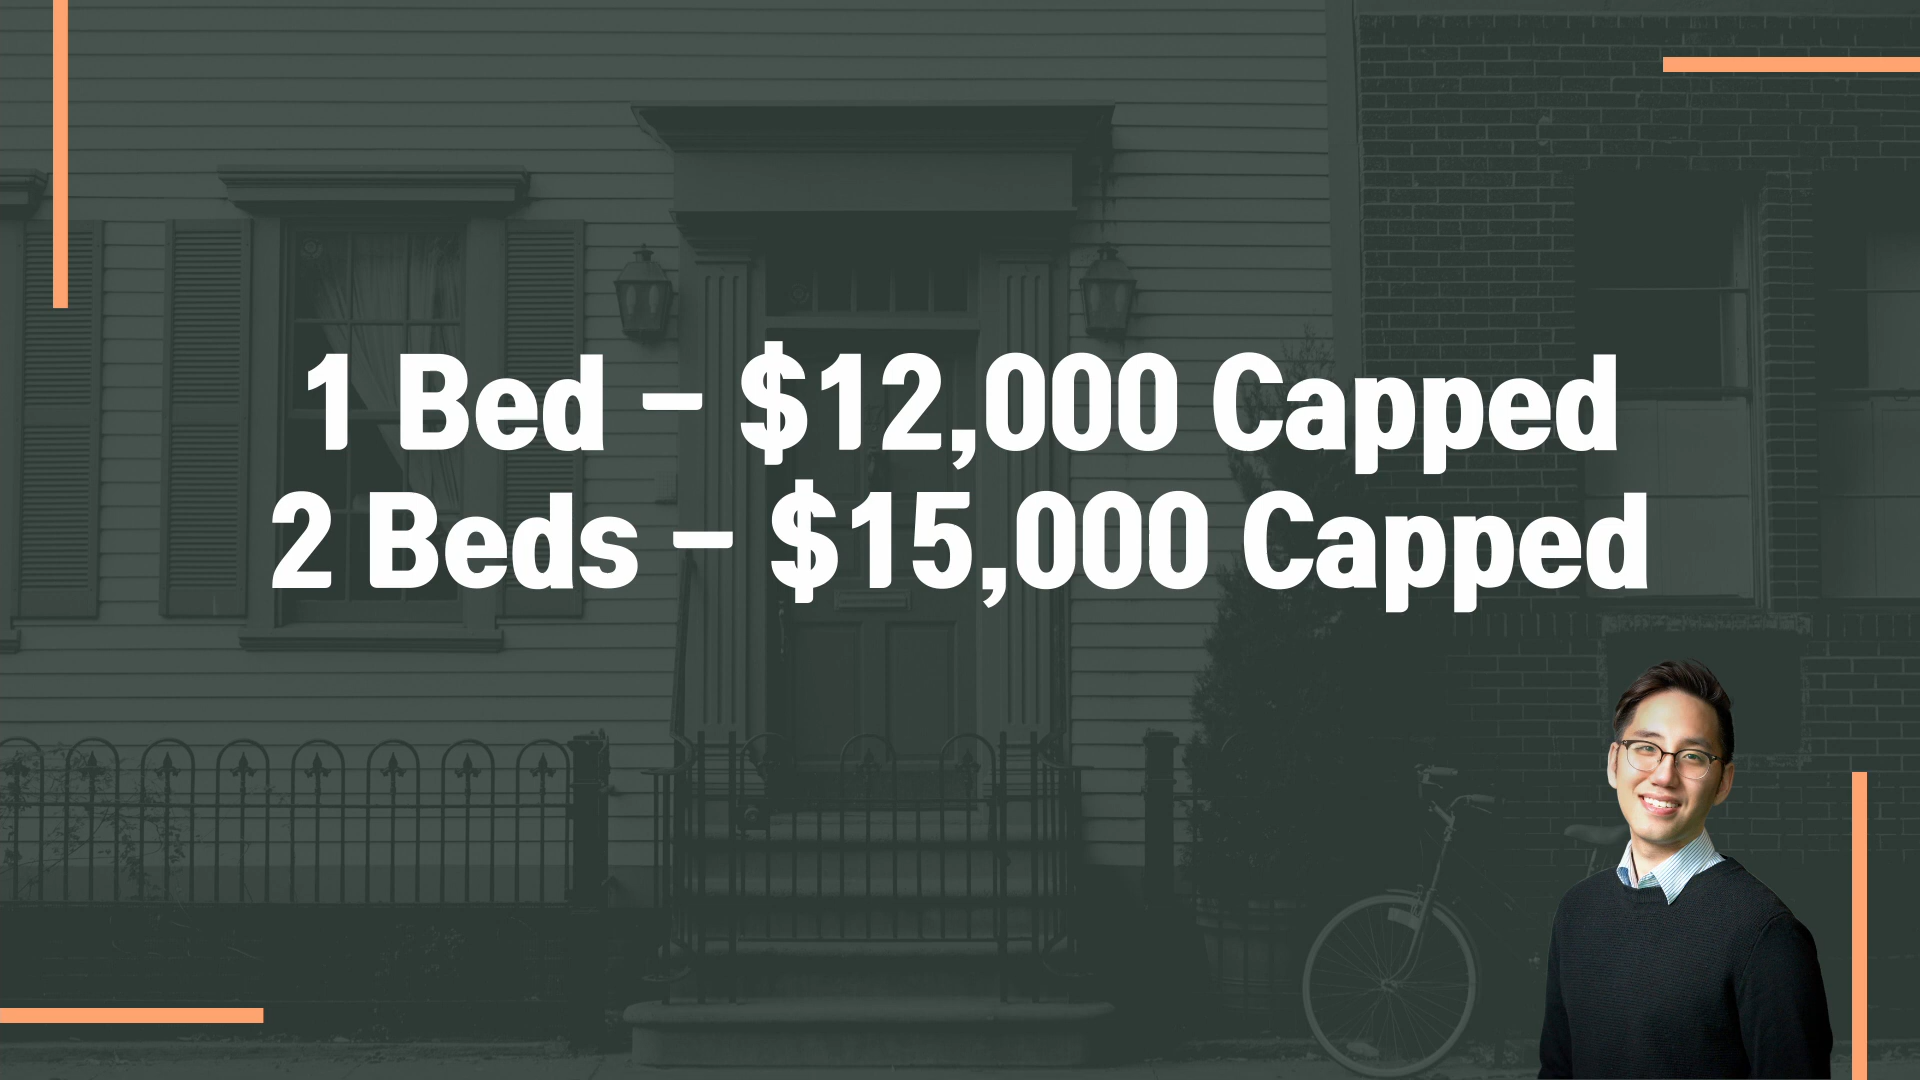 1 Bed – $12,000 Capped
2 Beds – $15,000 Capped